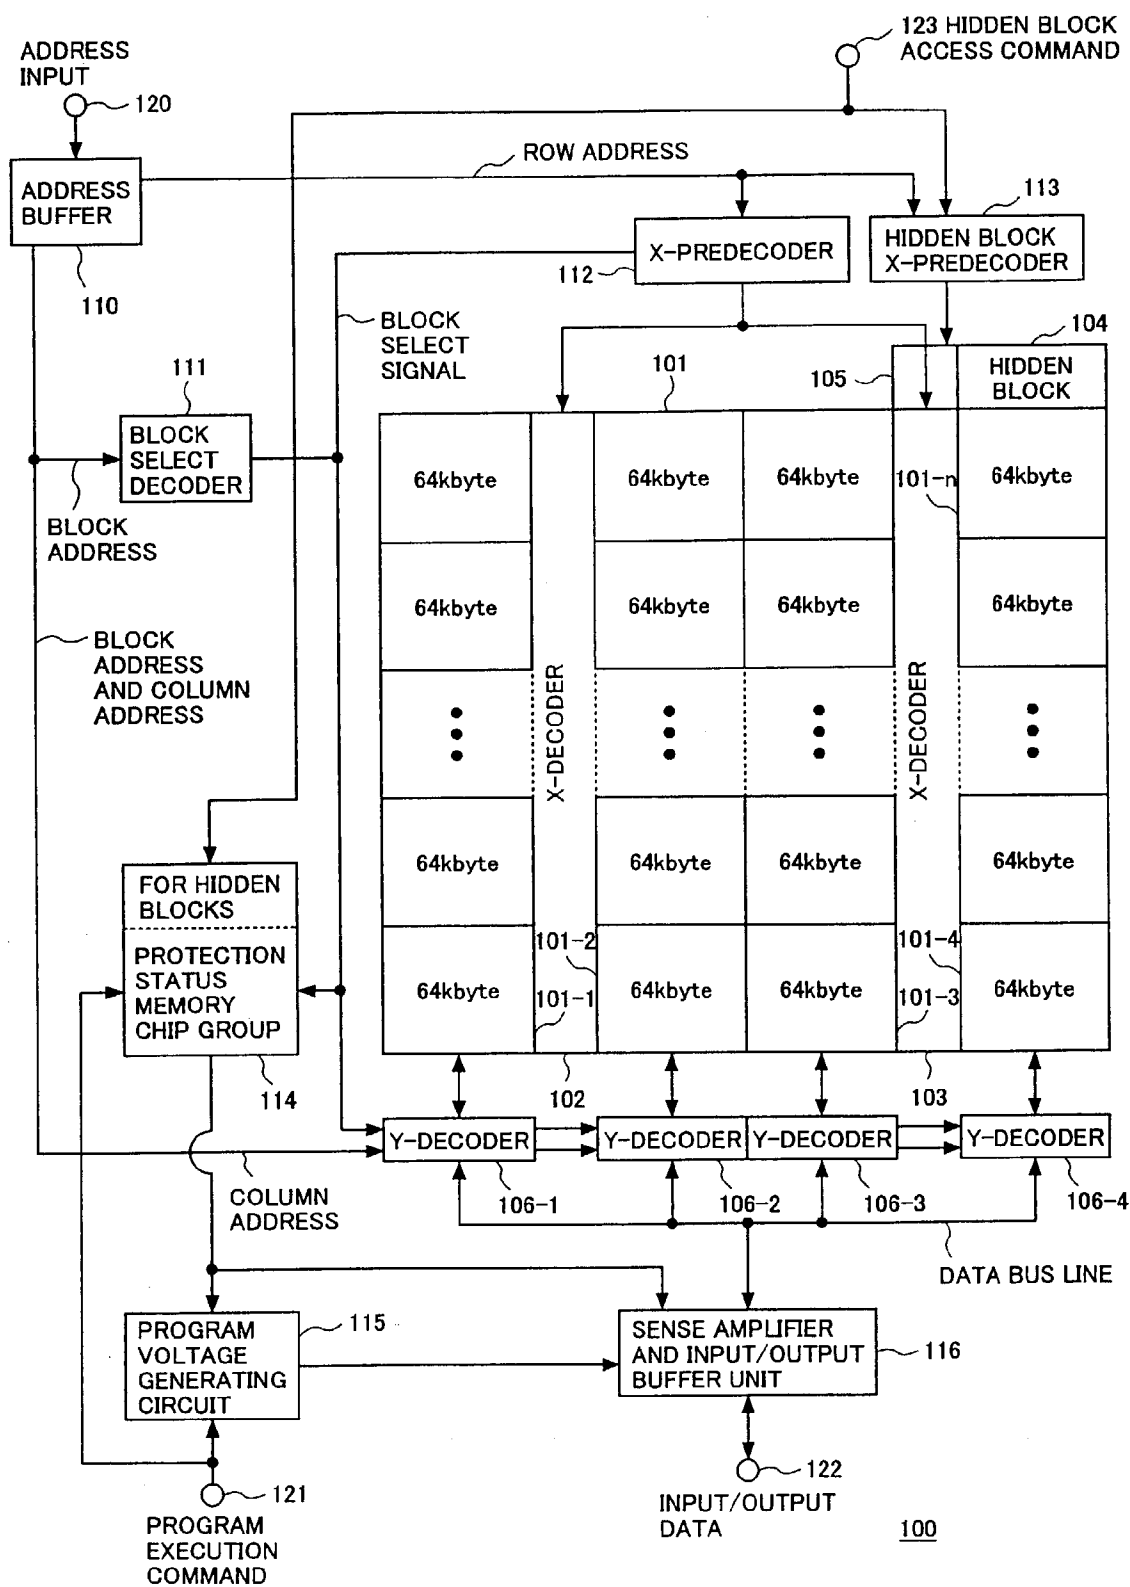 123 HIDDEN BLOCK
ACCESS COMMAND
ADDRESS
INPUT
120
ROW ADDRESS
ADDRESS
BUFFER
110
113
X-PREDECODER
112
HIDDEN BLOCK
X-PREDECODER
BLOCK
SELECT
SIGNAL
104
111
101
105
HIDDEN
BLOCK
BLOCK
SELECT
DECODER
64kbyte
64kbyte
64kbyte
101-n
64kbyte
BLOCK
ADDRESS
64kbyte
64kbyte
64kbyte
64kbyte
BLOCK
ADDRESS
AND COLUMN
ADDRESS
X-DECODER
X-DECODER
64kbyte
64kbyte
64kbyte
64kbyte
FOR HIDDEN
BLOCKS
PROTECTION
STATUS
MEMORY
CHIP GROUP
101-2
101-4
64kbyte
101-1
64kbyte
64kbyte
101-3
64kbyte
114
102
103
Y-DECODER
Y-DECODER
Y-DECODER
Y-DECODER
COLUMN
ADDRESS
106-1
106-2
106-3
106-4
DATA BUS LINE
PROGRAM
VOLTAGE
GENERATING
CIRCUIT
115
SENSE AMPLIFIER
AND INPUT/OUTPUT
BUFFER UNIT
116
121
122
PROGRAM
EXECUTION
COMMAND
INPUT/OUTPUT
DATA
100